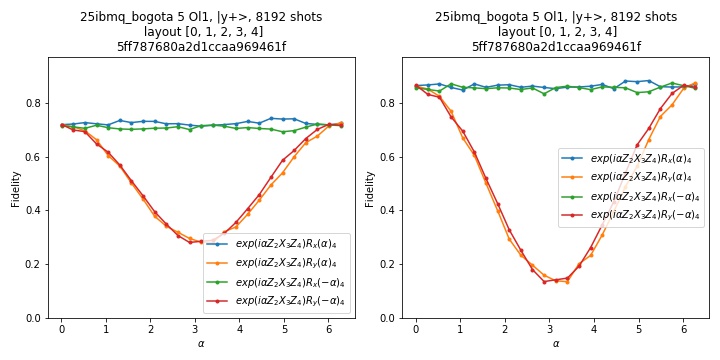 25ibmq_bogota 5 Ol1, |y+>, 8192 shots
layout [0, 1, 2, 3, 4]
5ff787680a2d1ccaa969461f
Fidelity
0.8
0.6
0.4
0.2
0.0
0 1 2 3 4 5 6
α
exp(iαZ₂X₃Z₄)Rₓ(α)₄
exp(iαZ₂X₃Z₄)Rᵧ(α)₄
exp(iαZ₂X₃Z₄)Rₓ(−α)₄
exp(iαZ₂X₃Z₄)Rᵧ(−α)₄
25ibmq_bogota 5 Ol1, |y+>, 8192 shots
layout [0, 1, 2, 3, 4]
5ff787680a2d1ccaa969461f
Fidelity
0.8
0.6
0.4
0.2
0.0
0 1 2 3 4 5 6
α
exp(iαZ₂X₃Z₄)Rₓ(α)₄
exp(iαZ₂X₃Z₄)Rᵧ(α)₄
exp(iαZ₂X₃Z₄)Rₓ(−α)₄
exp(iαZ₂X₃Z₄)Rᵧ(−α)₄